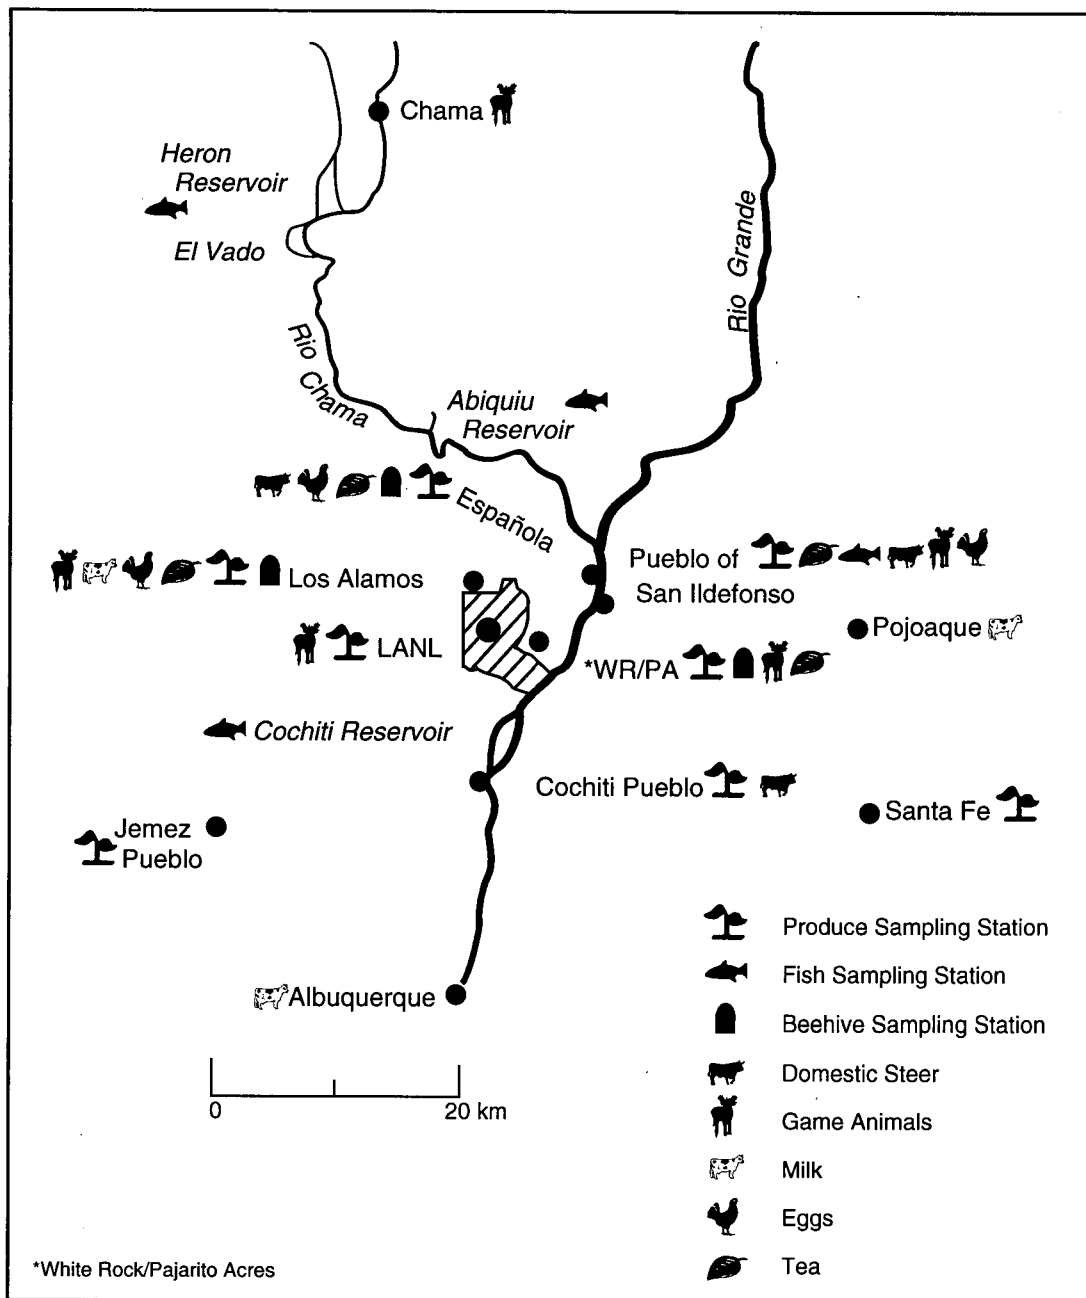 Chama
Heron
Reservoir
El Vado
Rio Grande
Rio Chama
Abiquiu
Reservoir
Española
Pueblo of
San Ildefonso
Los Alamos
Pojoaque
LANL
*WR/PA
Cochiti Reservoir
Cochiti Pueblo
Santa Fe
Jemez
Pueblo
Albuquerque
0
20 km
Produce Sampling Station
Fish Sampling Station
Beehive Sampling Station
Domestic Steer
Game Animals
Milk
Eggs
Tea
*White Rock/Pajarito Acres